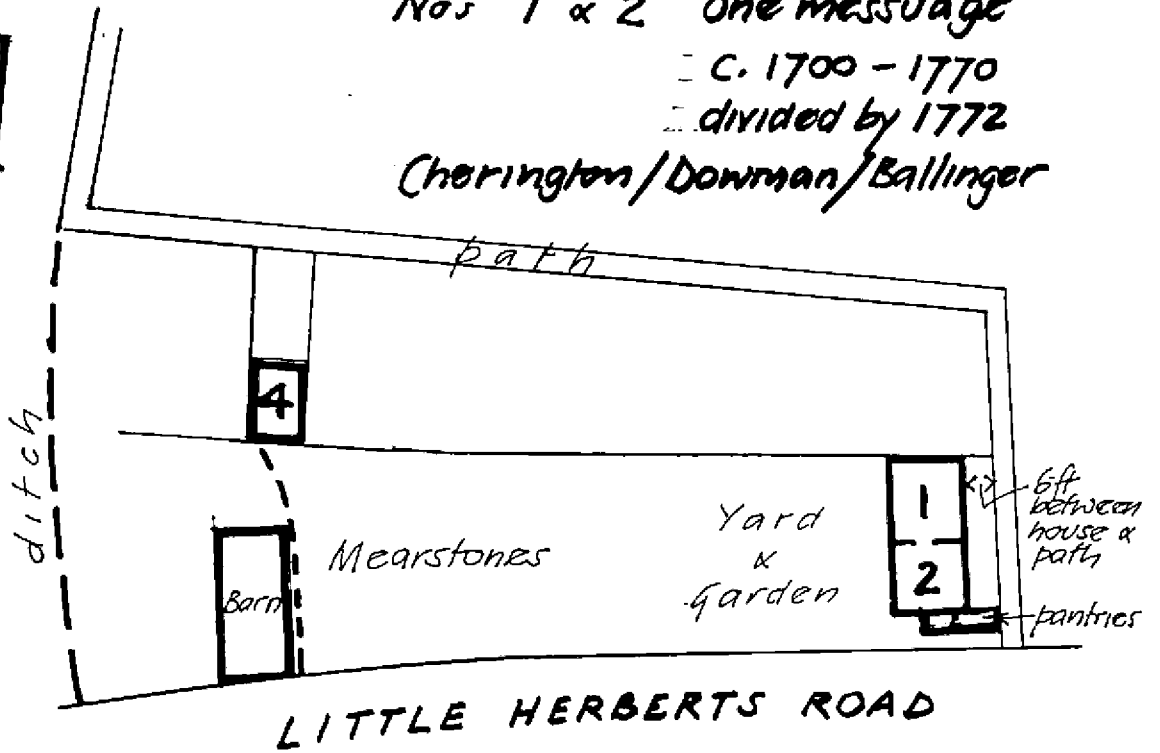 Nos 1 & 2 one messuage
c. 1700 - 1770
divided by 1772
Cherington/Dowman/Ballinger
path
ditch
4
1
2
6ft
between
house &
path
Yard
&
Garden
Mearstones
Barn
pantries
LITTLE HERBERTS ROAD